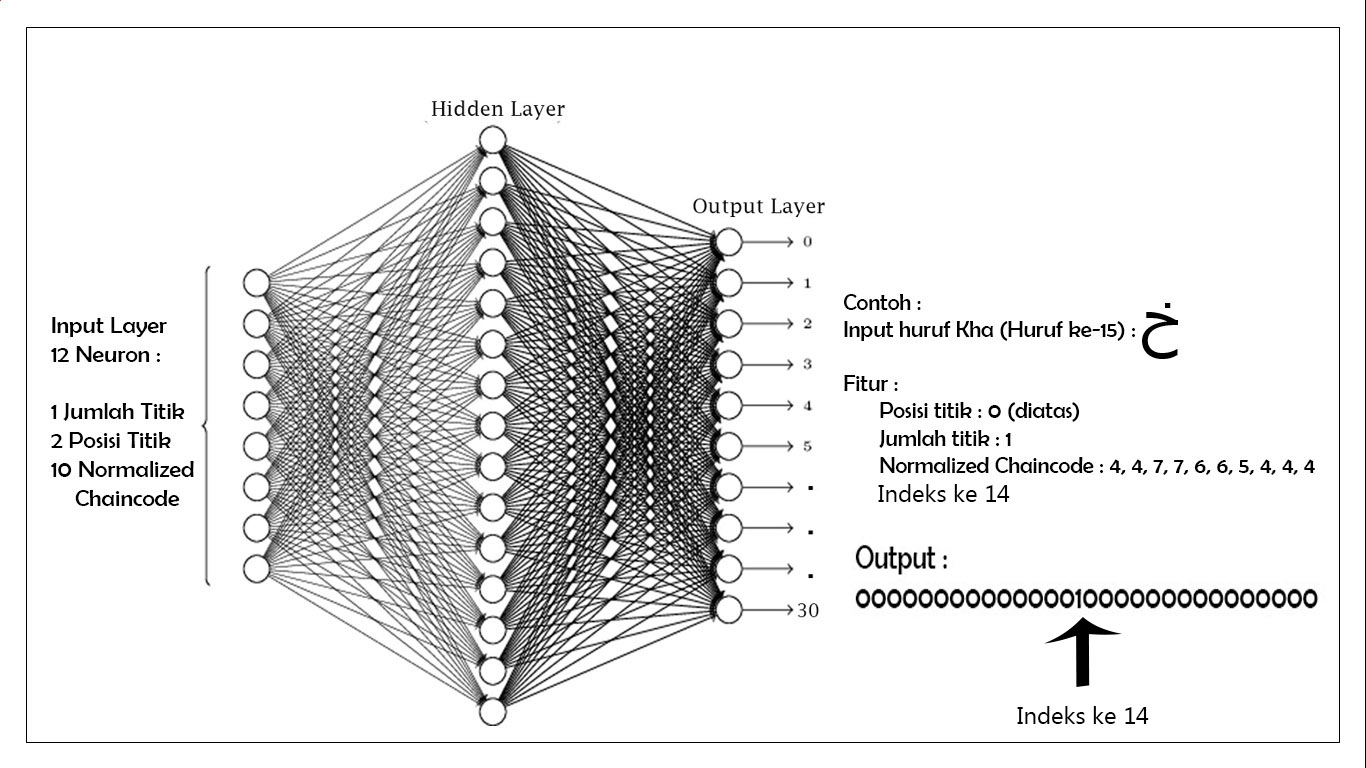 Hidden Layer
Output Layer
Input Layer
12 Neuron :
1 Jumlah Titik
2 Posisi Titik
10 Normalized
Chaincode
0
1
2
3
4
5
.
.
.
30
Contoh :
Input huruf Kha (Huruf ke-15) : خ
Fitur :
Posisi titik : 0 (diatas)
Jumlah titik : 1
Normalized Chaincode : 4, 4, 7, 7, 6, 6, 5, 4, 4, 4
Indeks ke 14
Output :
0000000000000010000000000000000
Indeks ke 14